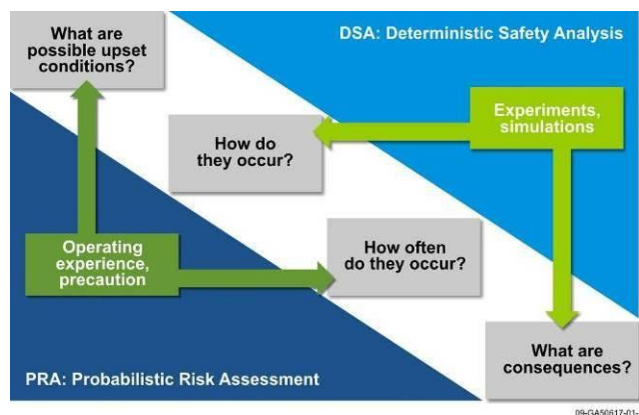 What are
possible upset
conditions?
DSA: Deterministic Safety Analysis
Experiments,
simulations
How do
they occur?
How often
do they occur?
Operating
experience,
precaution
What are
consequences?
PRA: Probabilistic Risk Assessment
09-GA50617-01-